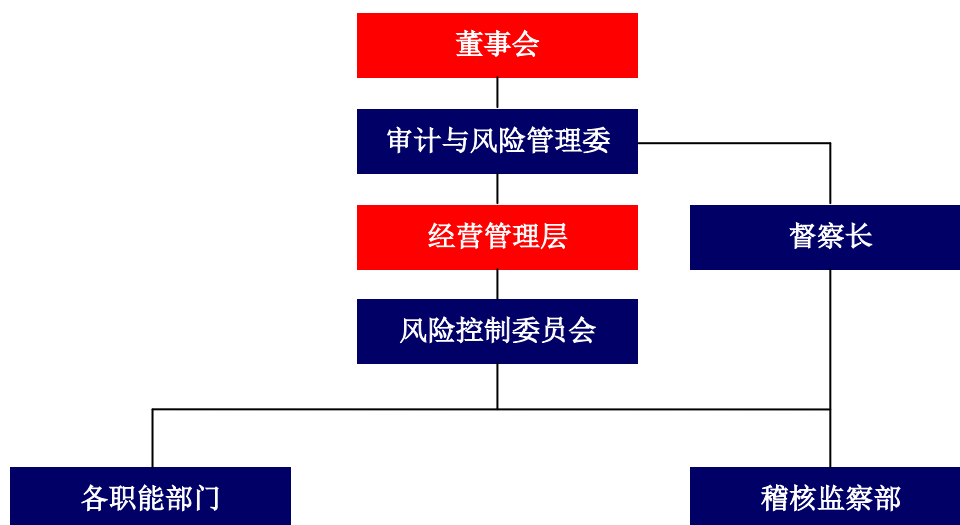 董事会
审计与风险管理委
经营管理层
督察长
风险控制委员会
各职能部门
稽核监察部